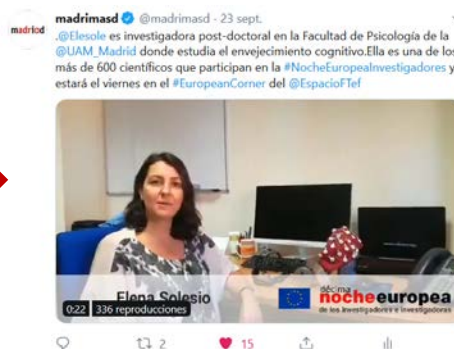 madrimasd @madrimasd · 23 sept.
madrid
.@Elesole es investigadora post-doctoral en la Facultad de Psicología de la
@UAM_Madrid donde estudia el envejecimiento cognitivo.Ella es una de los
más de 600 científicos que participan en la #NocheEuropeaInvestigadores y
estará el viernes en el #EuropeanCorner del @EspacioFTef
Elena Solesio
0:22 336 reproducciones
décima
nocheeuropea
de los investigadores e investigadoras
2 15